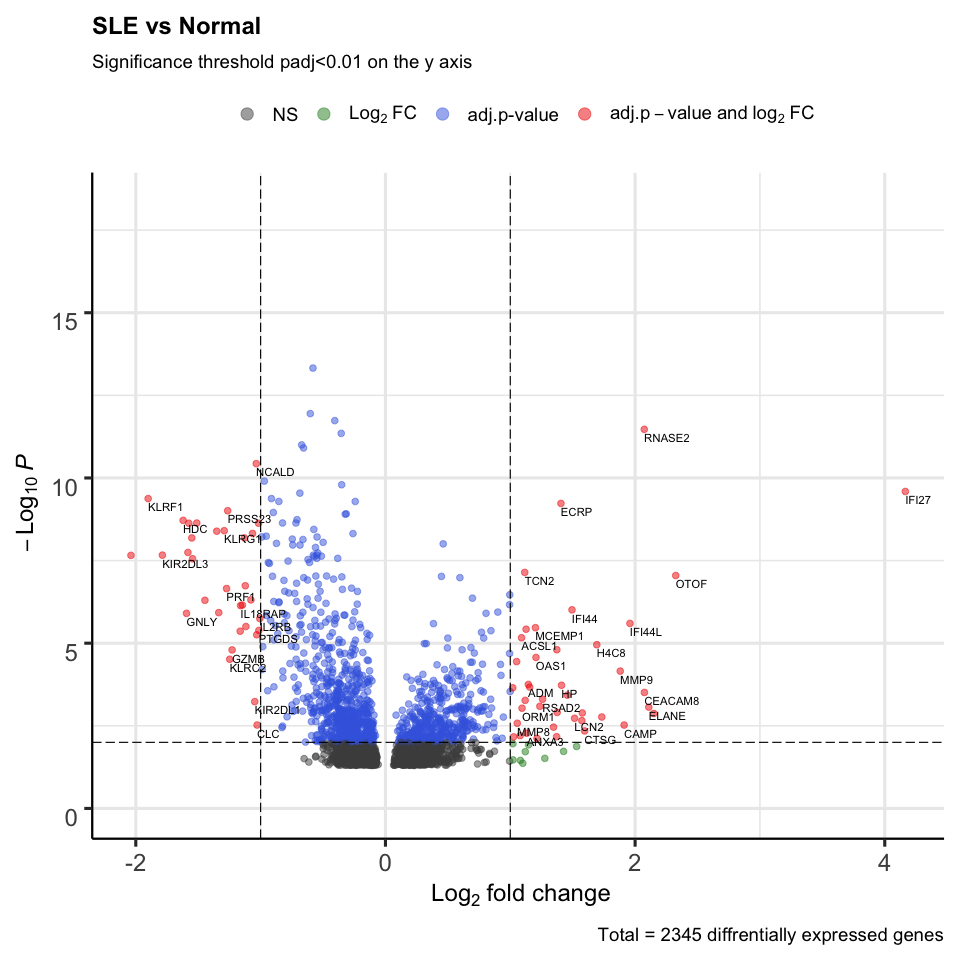 SLE vs Normal
Significance threshold padj<0.01 on the y axis
NS Log2 FC adj.p-value adj.p – value and log2 FC
– Log10 P
15
10
5
0
RNASE2
NCALD
IFI27
KLRF1
ECRP
PRSS23
HDC
KLRG1
KIR2DL3
TCN2
OTOF
PRF1
IL18RAP
GNLY
IFI44
IL2RB
IFI44L
PTGDS
MCEMP1
ACSL1
H4C8
GZMB
OAS1
KLRC2
MMP9
ADM
HP
CEACAM8
KIR2DL1
RSAD2
ORM1
ELANE
LCN2
CLC
MMP8
CAMP
ANXA3
CTSG
-2 0 2 4
Log2 fold change
Total = 2345 diffrentially expressed genes